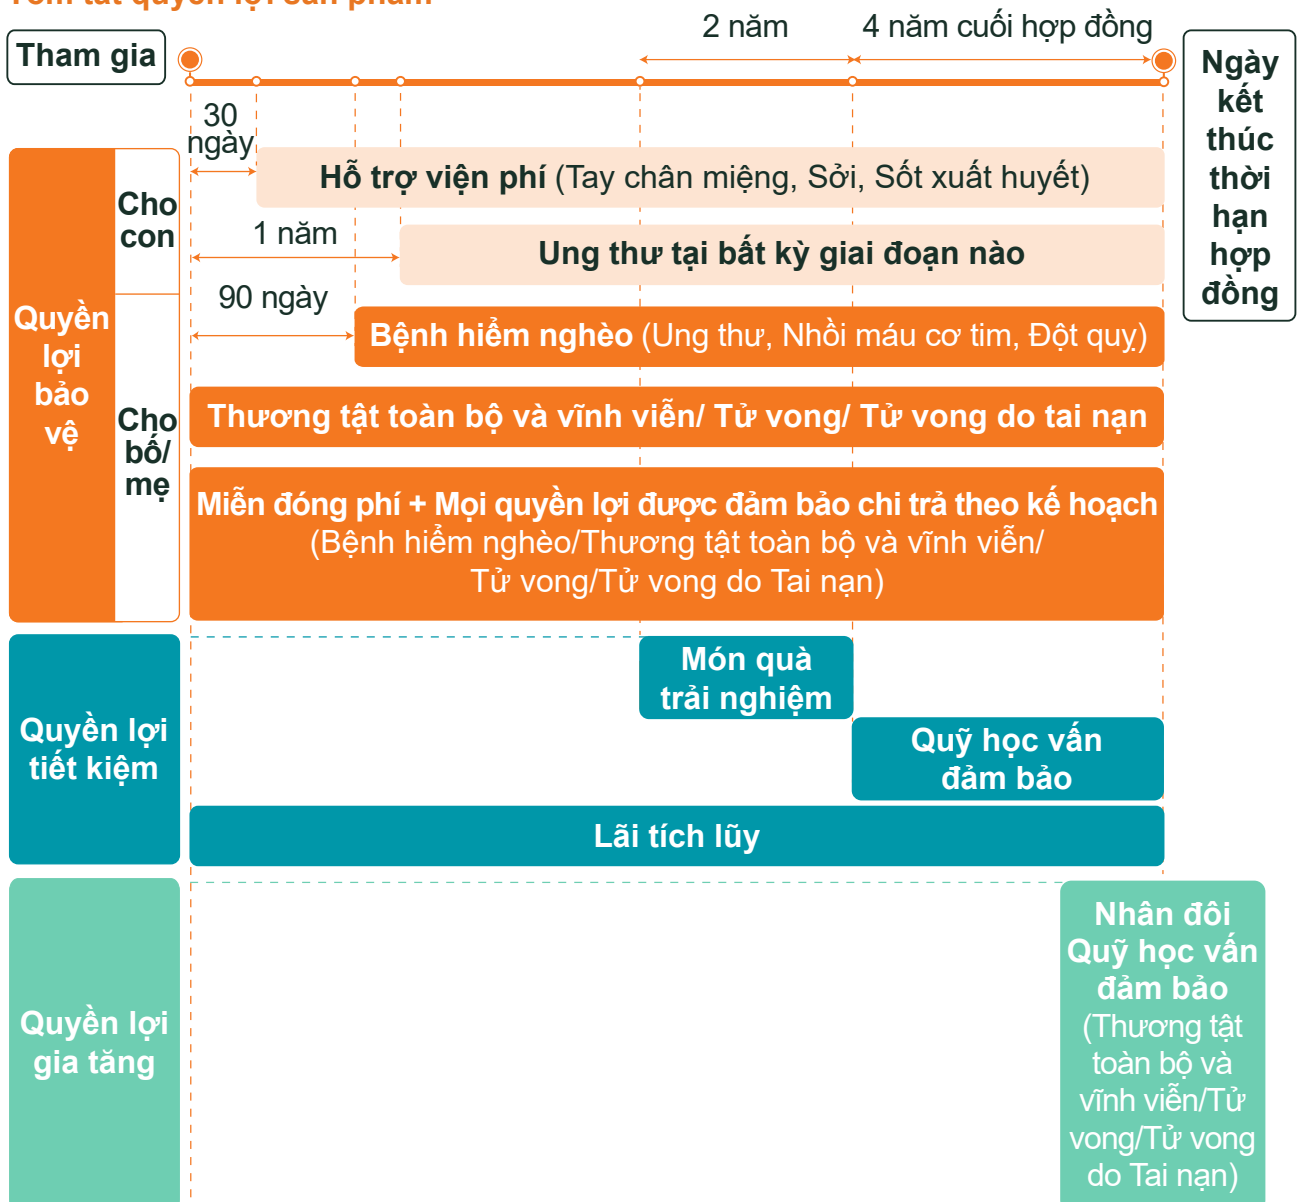 Tóm tắt quyền lợi sản phẩm
2 năm
4 năm cuối hợp đồng
Tham gia
Ngày
kết
thúc
thời
hạn
hợp
đồng
30
ngày
Quyền
lợi
bảo
vệ
Cho
con
Hỗ trợ viện phí (Tay chân miệng, Sởi, Sốt xuất huyết)
1 năm
Ung thư tại bất kỳ giai đoạn nào
90 ngày
Cho
bố/
mẹ
Bệnh hiểm nghèo (Ung thư, Nhồi máu cơ tim, Đột quỵ)
Thương tật toàn bộ và vĩnh viễn/ Tử vong/ Tử vong do tai nạn
Miễn đóng phí + Mọi quyền lợi được đảm bảo chi trả theo kế hoạch
(Bệnh hiểm nghèo/Thương tật toàn bộ và vĩnh viễn/
Tử vong/Tử vong do Tai nạn)
Quyền lợi
tiết kiệm
Món quà
trải nghiệm
Quỹ học vấn
đảm bảo
Lãi tích lũy
Quyền lợi
gia tăng
Nhân đôi
Quỹ học vấn
đảm bảo
(Thương tật
toàn bộ và
vĩnh viễn/Tử
vong/Tử vong
do Tai nạn)